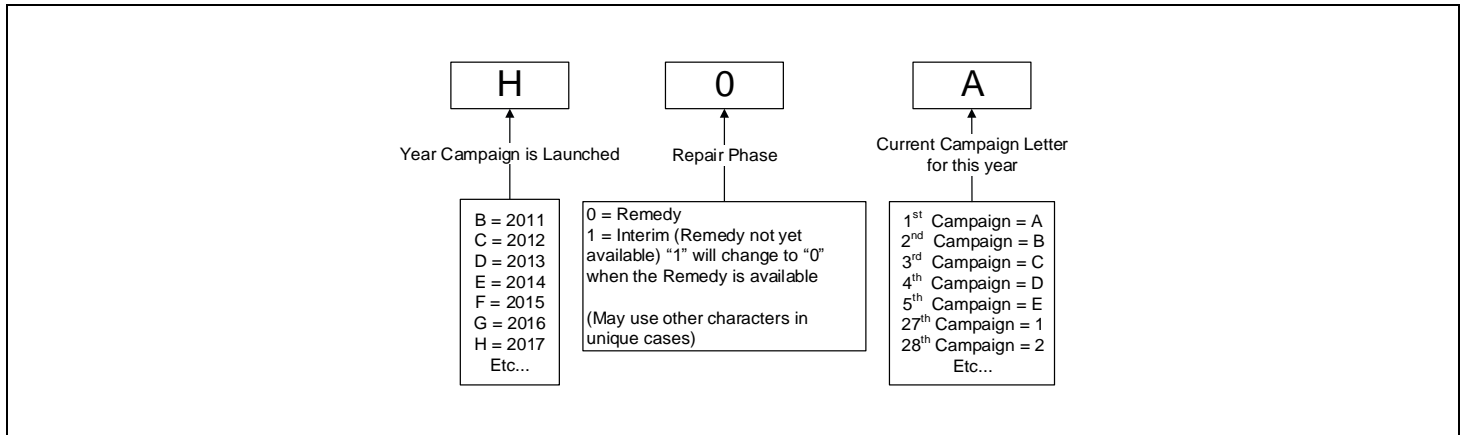 H
0
A
Year Campaign is Launched
Repair Phase
Current Campaign Letter
for this year
B = 2011
C = 2012
D = 2013
E = 2014
F = 2015
G = 2016
H = 2017
Etc...
0 = Remedy
1 = Interim (Remedy not yet
available) “1” will change to “0”
when the Remedy is available
(May use other characters in
unique cases)
1st Campaign = A
2nd Campaign = B
3rd Campaign = C
4th Campaign = D
5th Campaign = E
27th Campaign = 1
28th Campaign = 2
Etc...